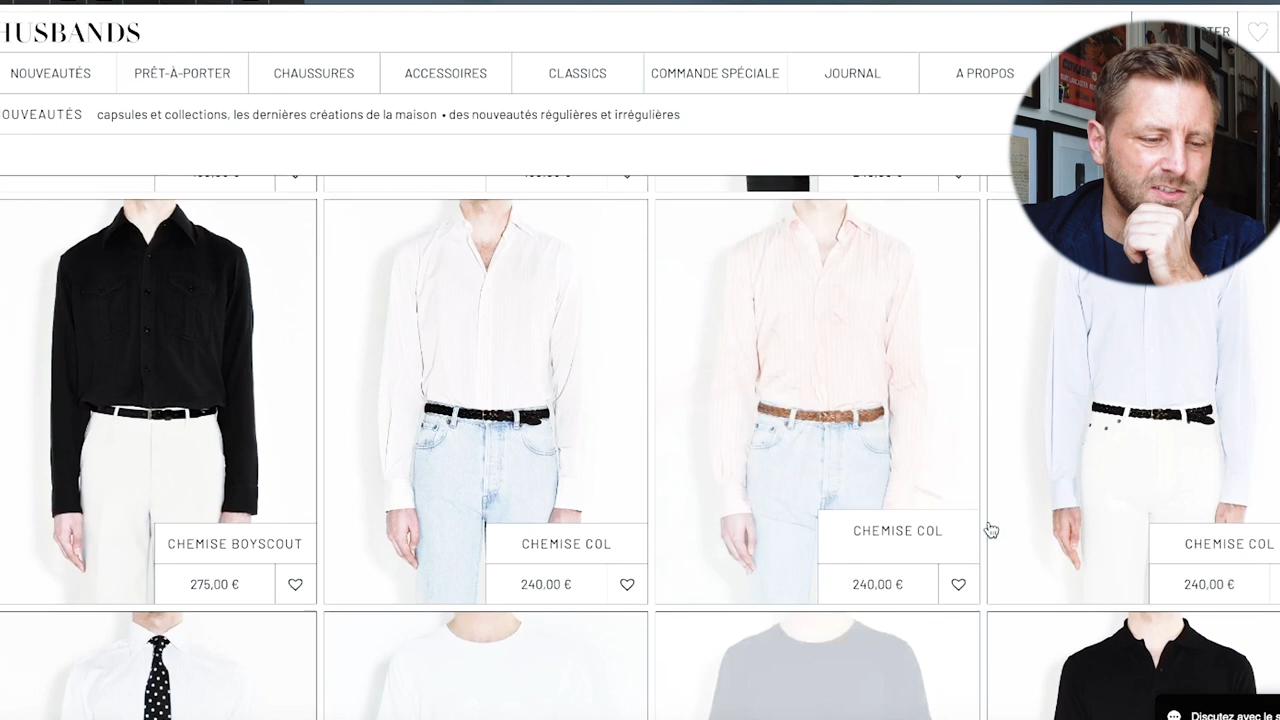 HUSBANDS
NOUVEAUTÉS
PRÊT-À-PORTER
CHAUSSURES
ACCESSOIRES
CLASSICS
COMMANDE SPÉCIALE
JOURNAL
A PROPOS
OUVEAUTÉS capsules et collections, les dernières créations de la maison • des nouveautés régulières et irrégulières
CHEMISE BOYSCOUT
275,00 €
CHEMISE COL
240,00 €
CHEMISE COL
240,00 €
CHEMISE COL
240,00 €
Discutez avec le s